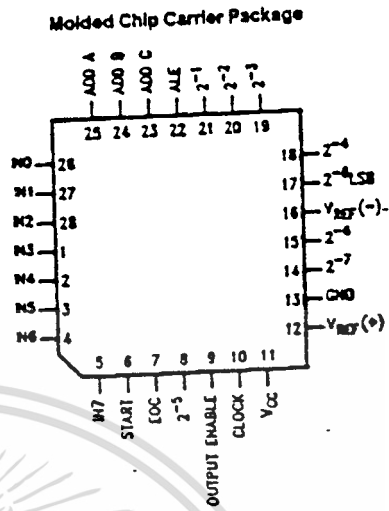 Molded Chip Carrier Package
ADD A
ADD B
ADD C
ALE
2⁻¹
2⁻²
2⁻³
25 24 23 22 21 20 19
IN0 26
IN1 27
IN2 28
IN3 1
IN4 2
IN5 3
IN6 4
18 2⁻⁴
17 2⁻⁸LSB
16 VREF(-)
15 2⁻⁶
14 2⁻⁷
13 GND
12 VREF(+)
5 6 7 8 9 10 11
IN7
START
EOC
2⁻⁵
OUTPUT ENABLE
CLOCK
VCC